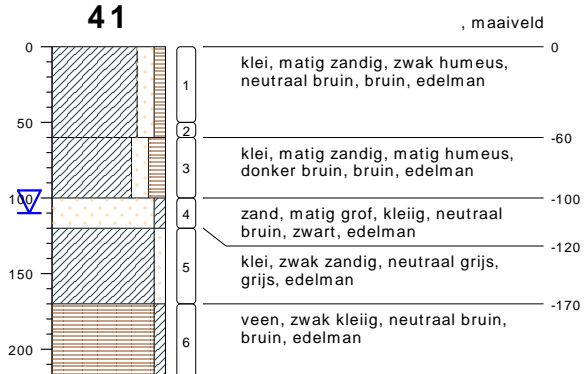 41
, maaiveld
0
0
klei, matig zandig, zwak humeus,
neutraal bruin, bruin, edelman
1
50
2
-60
klei, matig zandig, matig humeus,
donker bruin, bruin, edelman
3
100
-100
zand, matig grof, kleiig, neutraal
bruin, zwart, edelman
4
-120
klei, zwak zandig, neutraal grijs,
grijs, edelman
5
150
-170
veen, zwak kleiig, neutraal bruin,
bruin, edelman
6
200